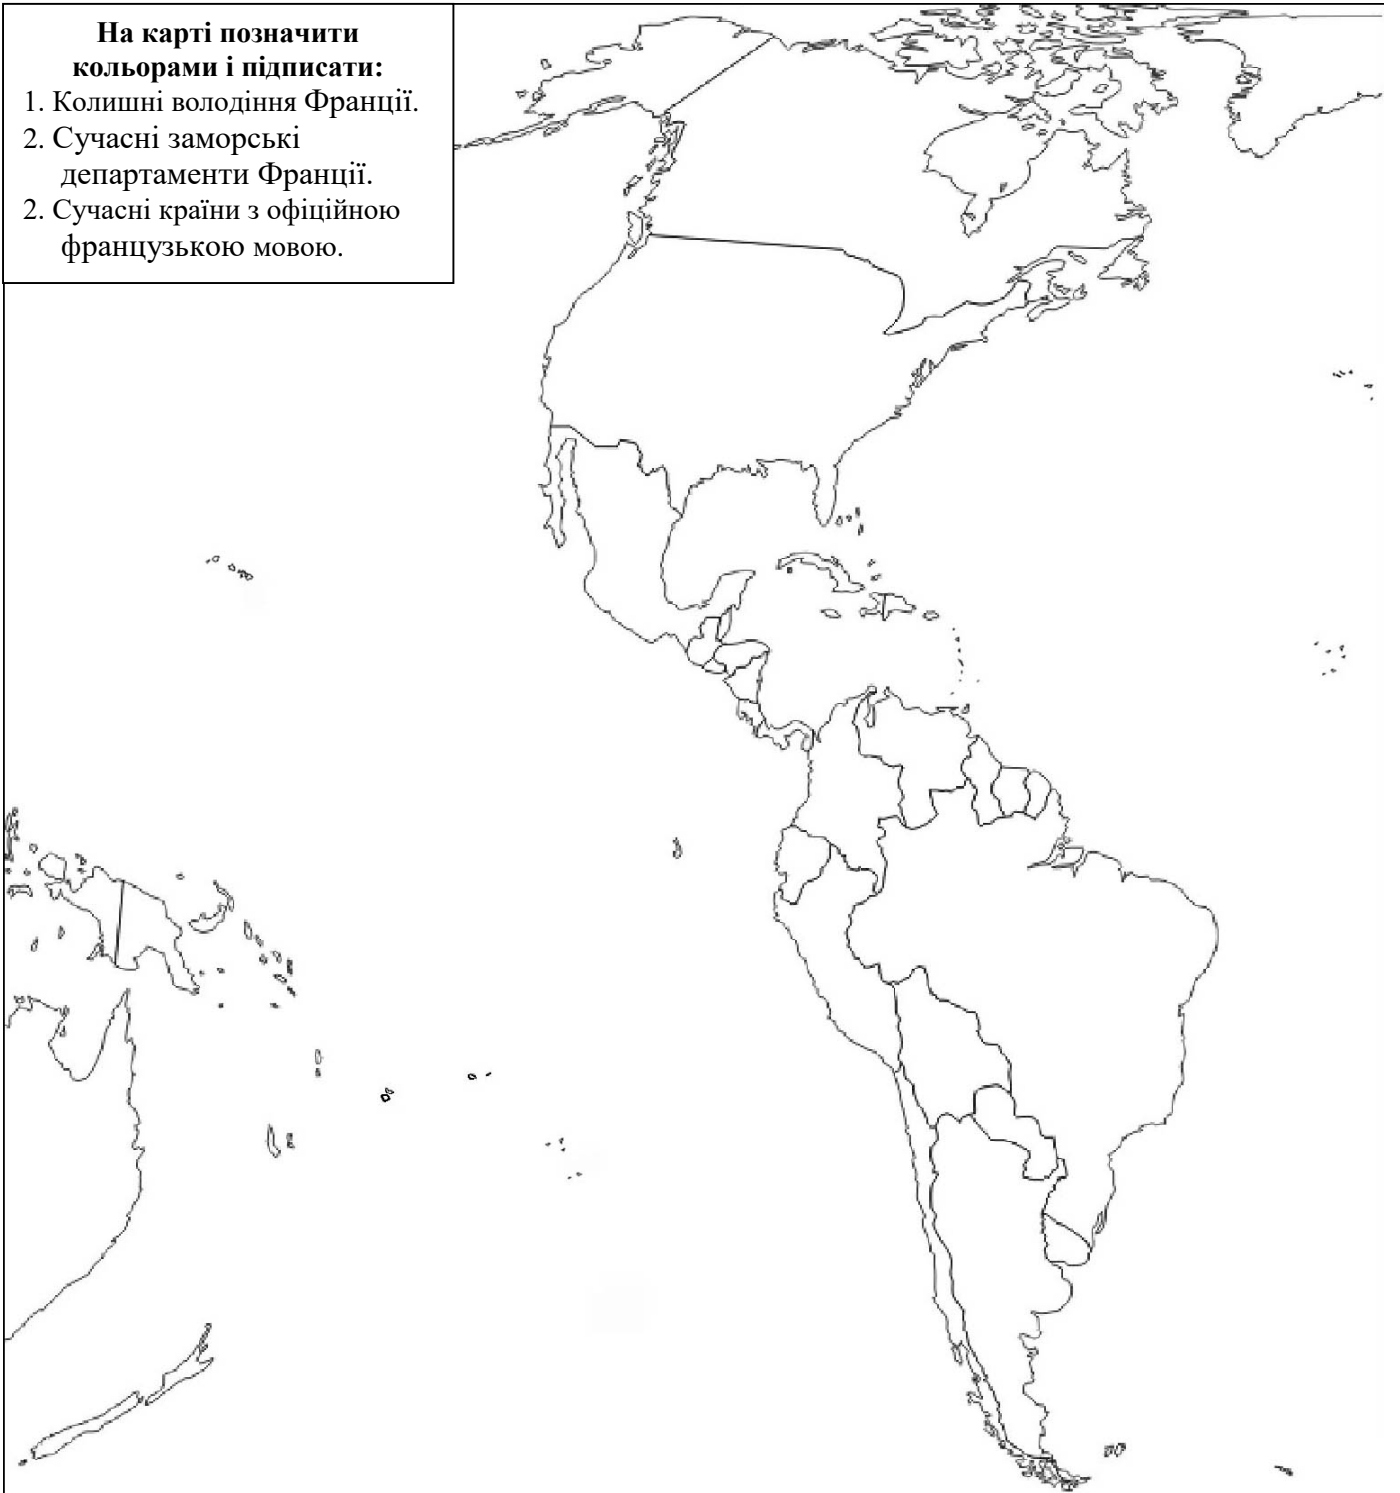 На карті позначити
кольорами і підписати:
1. Колишні володіння Франції.
2. Сучасні заморські
департаменти Франції.
2. Сучасні країни з офіційною
французькою мовою.